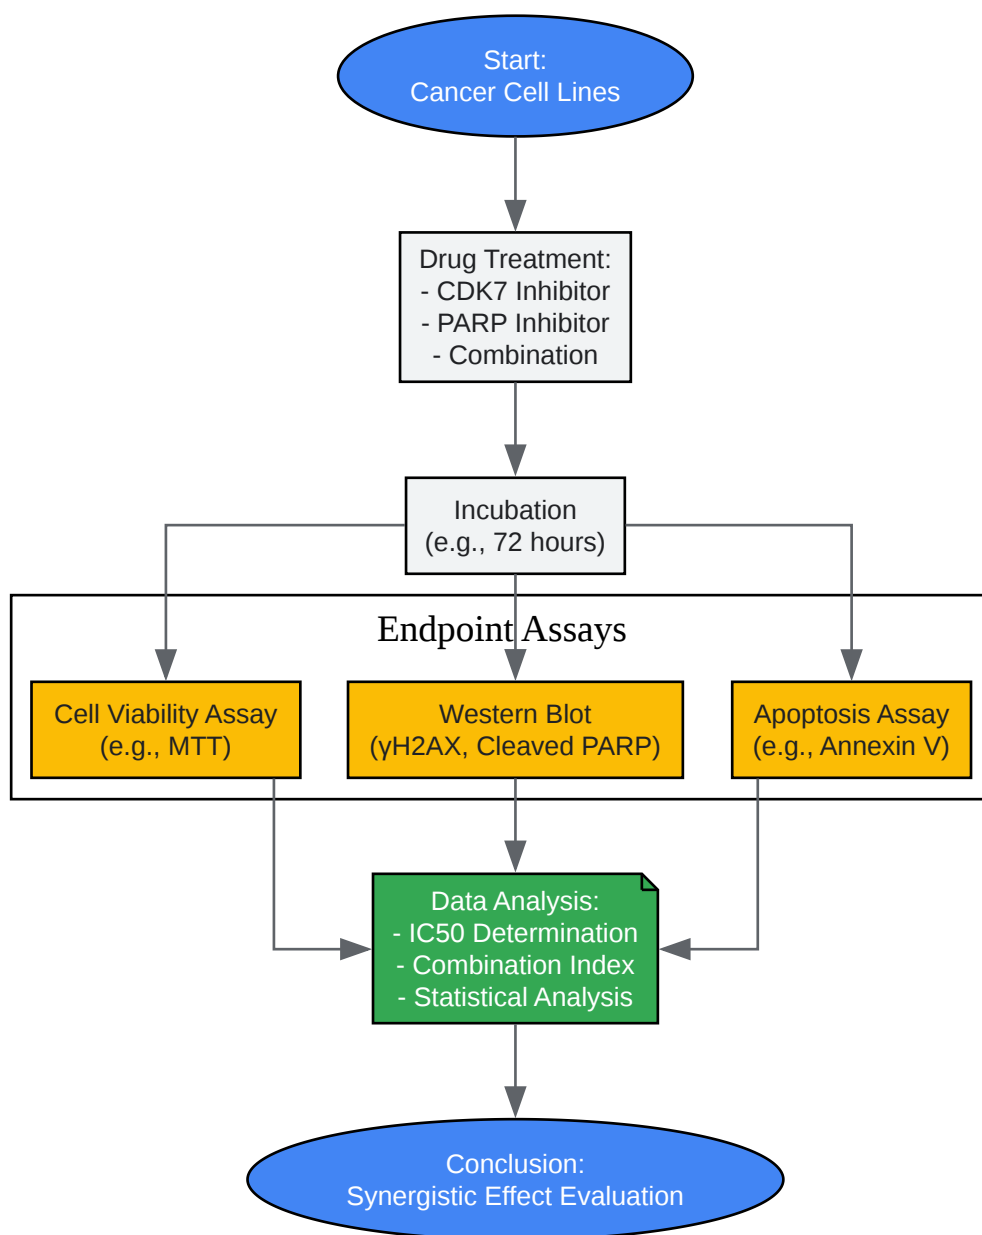 Start:
Cancer Cell Lines
Drug Treatment:
- CDK7 Inhibitor
- PARP Inhibitor
- Combination
Incubation
(e.g., 72 hours)
Endpoint Assays
Cell Viability Assay
(e.g., MTT)
Western Blot
(γH2AX, Cleaved PARP)
Apoptosis Assay
(e.g., Annexin V)
Data Analysis:
- IC50 Determination
- Combination Index
- Statistical Analysis
Conclusion:
Synergistic Effect Evaluation